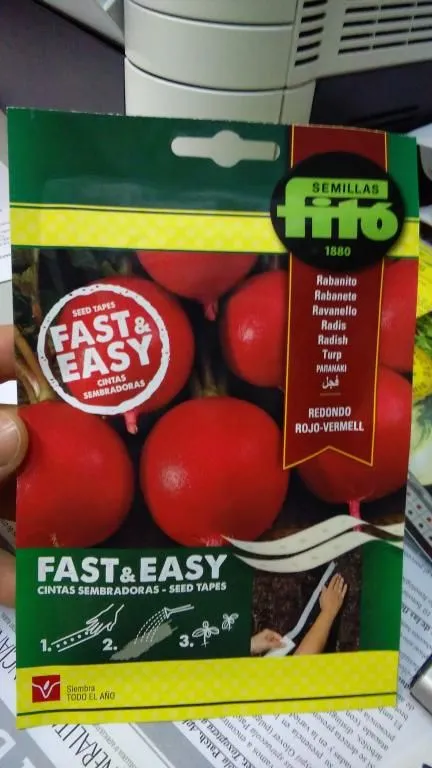 SEMILLAS
fitó
1880
Rabanito
Rabanete
Ravanello
Radis
Radish
Turp
ΡΑΠΑΝΑΚΙ
فجل
REDONDO
ROJO-VERMELL
SEED TAPES
FAST &
EASY
CINTAS
SEMBRADORAS
FAST & EASY
CINTAS SEMBRADORAS - SEED TAPES
1. 2. 3.
Siembra
TODO EL AÑO